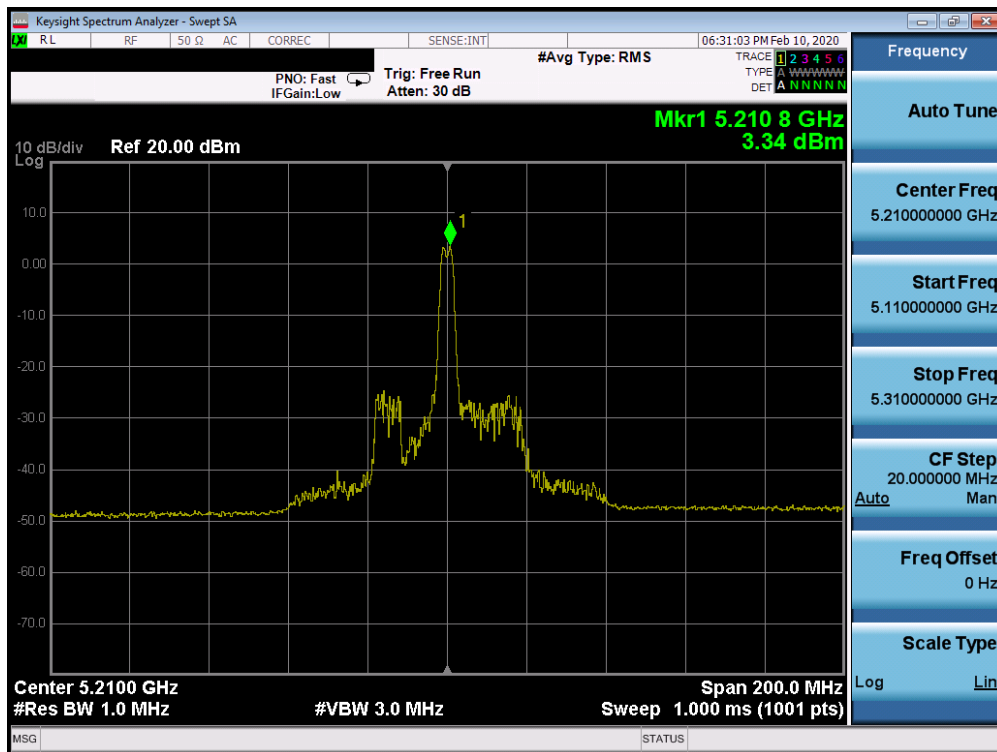 Keysight Spectrum Analyzer - Swept SA
LXI RL RF 50 Ω AC CORREC SENSE:INT 06:31:03 PM Feb 10, 2020
PNO: Fast
IFGain:Low
Trig: Free Run
Atten: 30 dB
#Avg Type: RMS
TRACE 1 2 3 4 5 6
TYPE A WWWWW
DET A N N N N N
Mkr1 5.210 8 GHz
3.34 dBm
10 dB/div
Log
Ref 20.00 dBm
1
10.0
0.00
-10.0
-20.0
-30.0
-40.0
-50.0
-60.0
-70.0
Center 5.2100 GHz
Span 200.0 MHz
#Res BW 1.0 MHz
#VBW 3.0 MHz
Sweep 1.000 ms (1001 pts)
MSG
STATUS
Frequency
Auto Tune
Center Freq
5.210000000 GHz
Start Freq
5.110000000 GHz
Stop Freq
5.310000000 GHz
CF Step
20.000000 MHz
Auto Man
Freq Offset
0 Hz
Scale Type
Log Lin